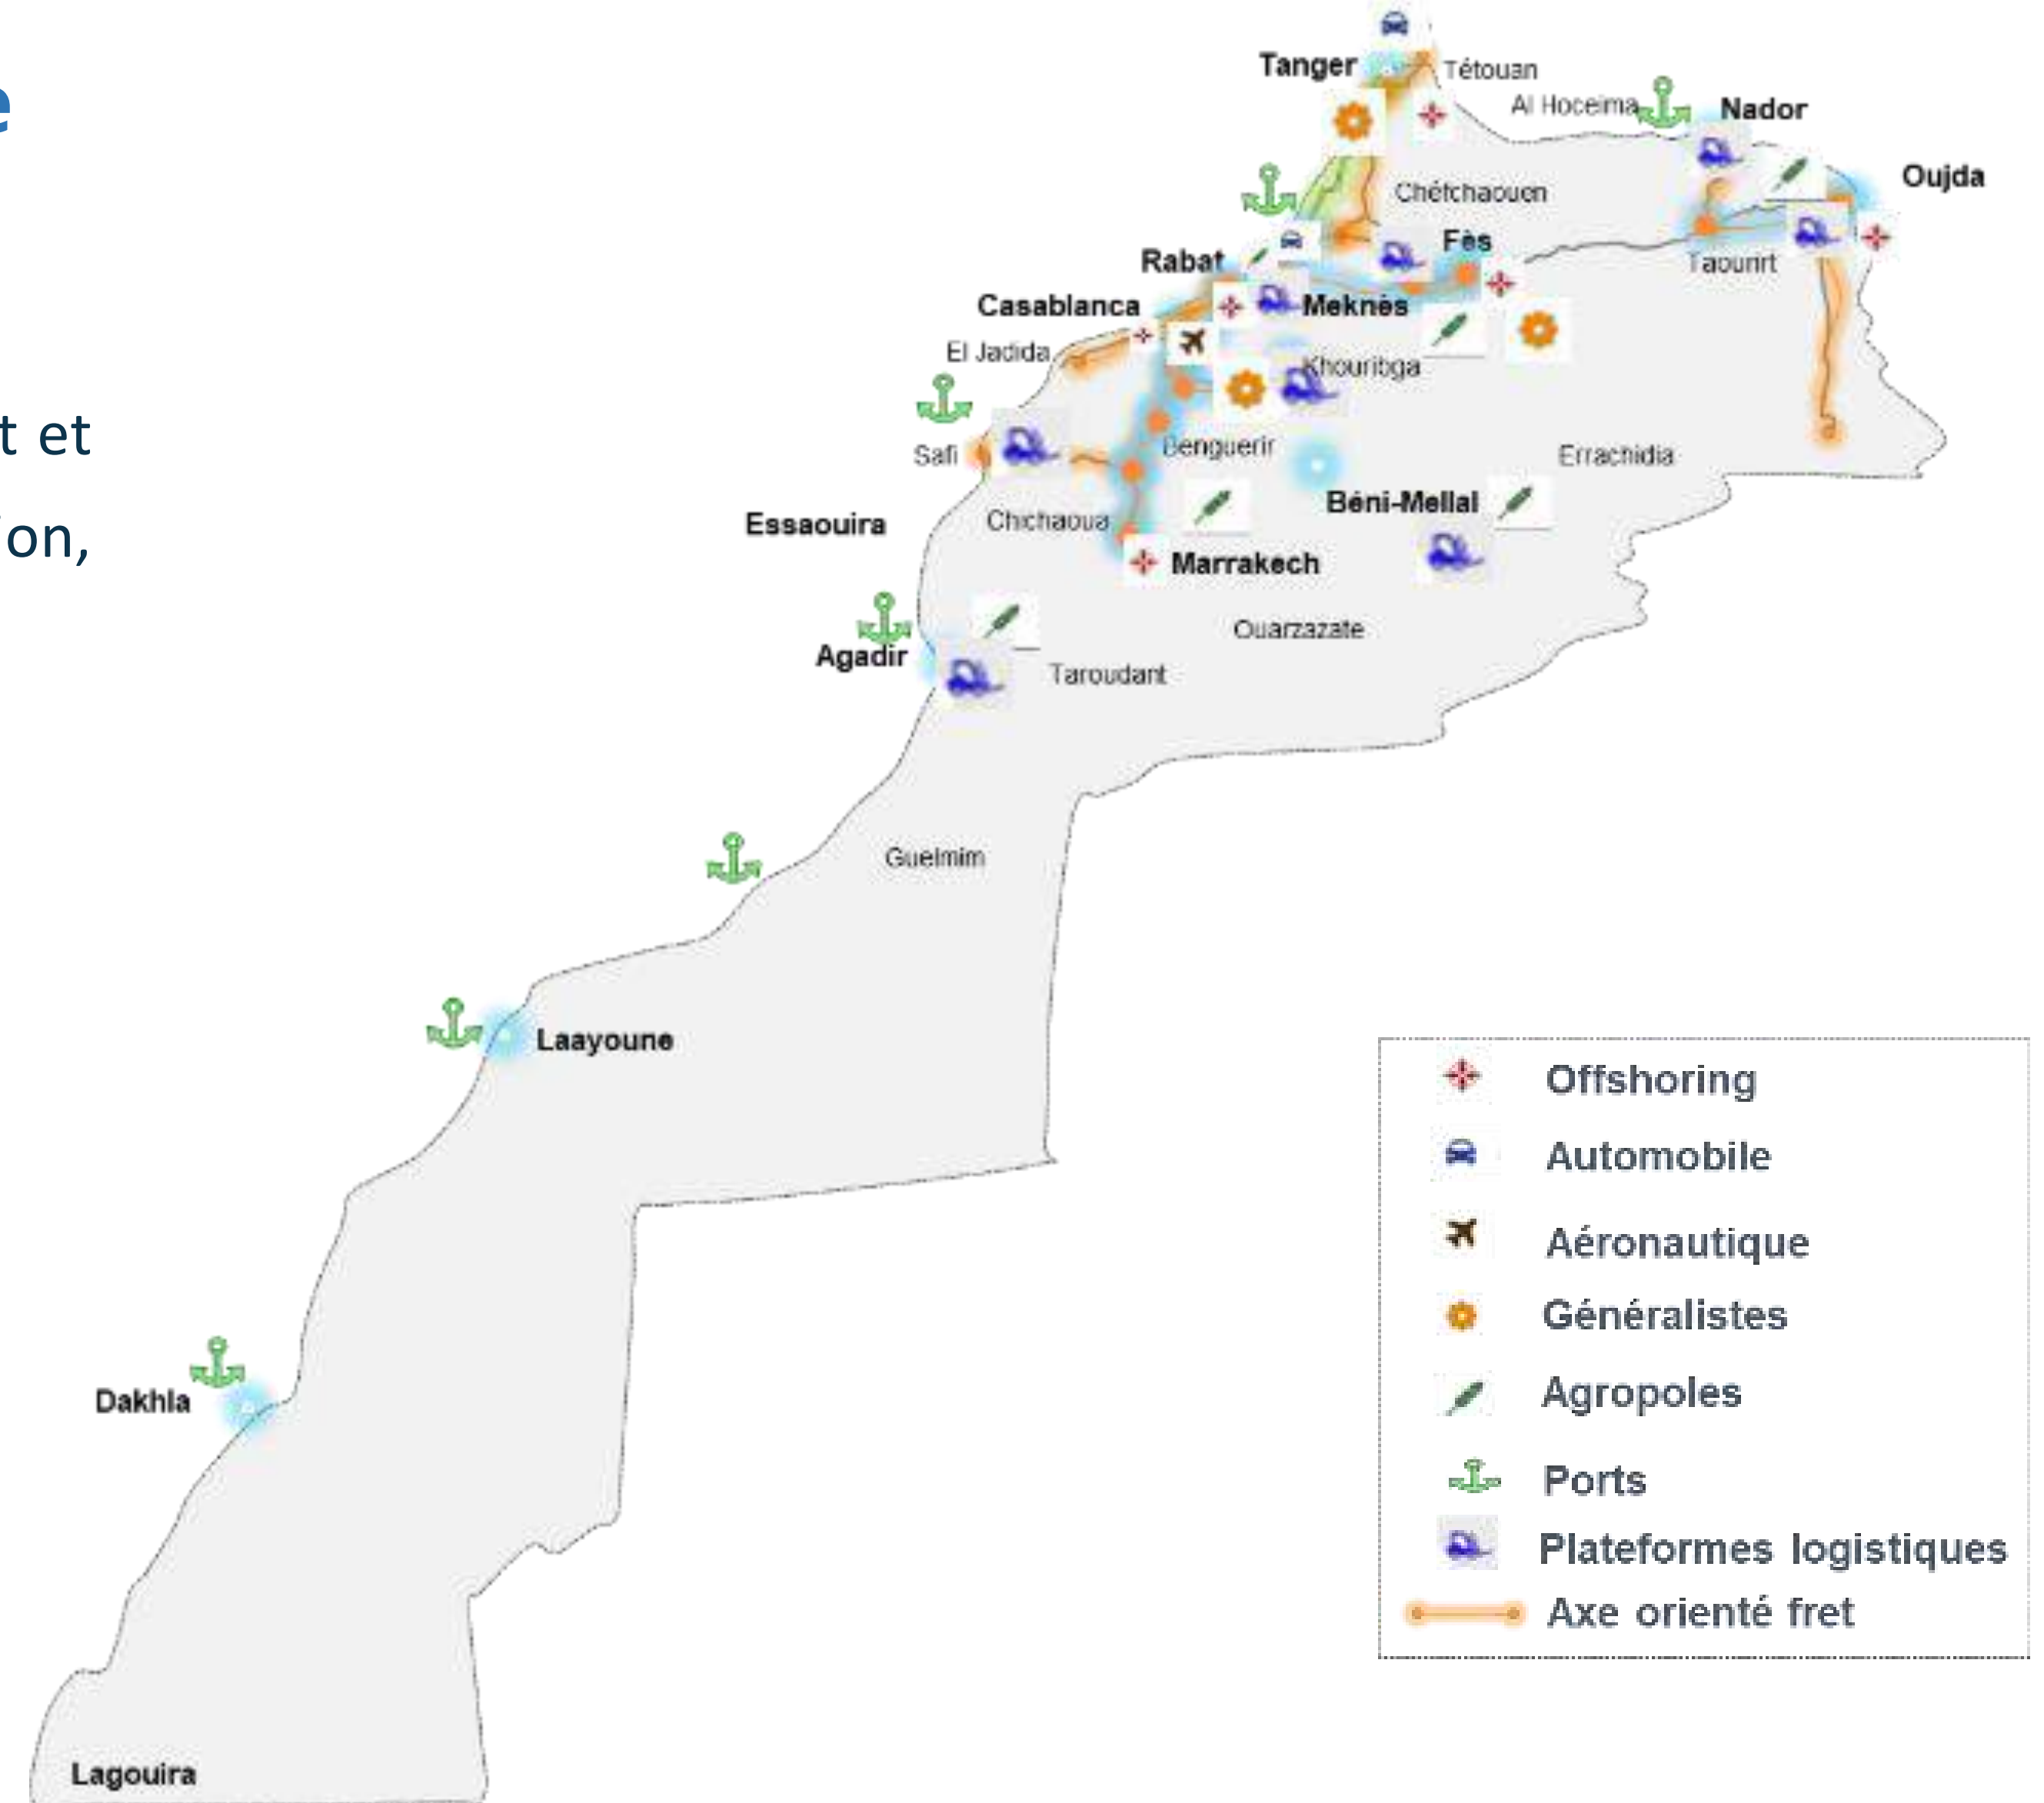 e
t et
ion,
Tanger
Tétouan
Al Hoceima
Nador
Oujda
Chefchaouen
Fès
Rabat
Taourirt
Casablanca
Meknès
El Jadida
Khouribga
Benguerir
Safi
Errachidia
Béni-Mellal
Essaouira
Chichaoua
Marrakech
Ouarzazate
Agadir
Taroudant
Guelmim
Laayoune
Dakhla
Lagouira
Offshoring
Automobile
Aéronautique
Généralistes
Agropoles
Ports
Plateformes logistiques
Axe orienté fret